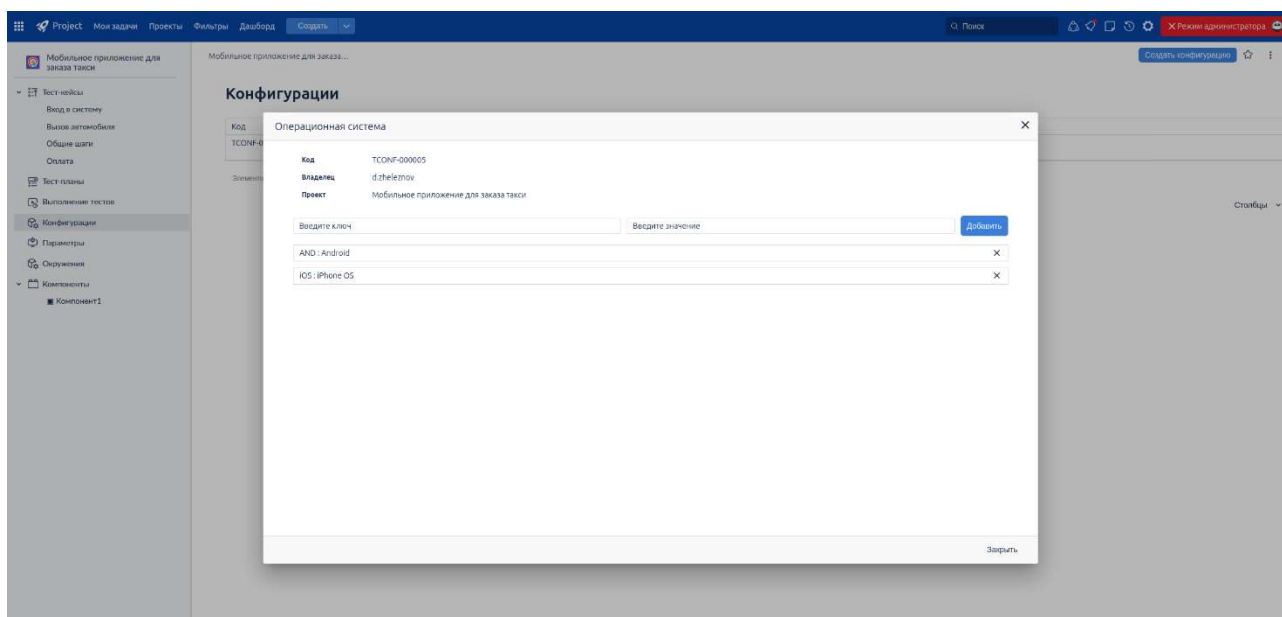 Project Мои задачи Проекты Фильтры Дашборд Создать Поиск Режим администратора
Мобильное приложение для
заказа такси
Тест-кейсы
Вход в систему
Вызов автомобиля
Общие шаги
Оплата
Тест-планы
Выполнение тестов
Конфигурации
Параметры
Окружения
Компоненты
Компонент1
Мобильное приложение для заказа...
Создать конфигурацию
Конфигурации
Код
TCONF-0
Элемент
Столбцы
Операционная система
Код TCONF-000005
Владелец d.zheleznov
Проект Мобильное приложение для заказа такси
Введите ключ Введите значение Добавить
AND : Android
iOS : iPhone OS
Закрыть